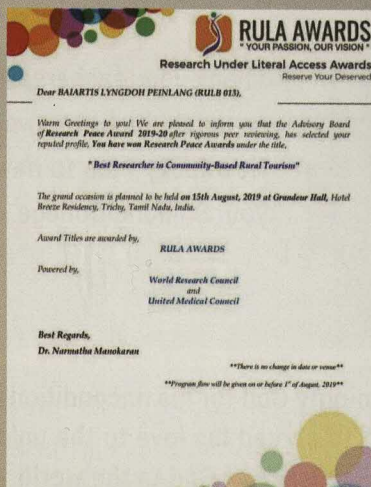 RULA AWARDS
" YOUR PASSION, OUR VISION "
Research Under Literal Access Awards
Reserve Your Deserved
Dear BAIARTIS LYNGDOH PEINLANG (RULB 013),
Warm Greetings to you! We are pleased to inform you that the Advisory Board
of Research Peace Award 2019-20 after rigorous peer reviewing, has selected your
reputed profile. You have won Research Peace Awards under the title,
" Best Researcher in Community-Based Rural Tourism"
The grand occasion is planned to be held on 15th August, 2019 at Grandeur Hall, Hotel
Breeze Residency, Trichy, Tamil Nadu, India.
Award Titles are awarded by,
RULA AWARDS
Powered by,
World Research Council
and
United Medical Council
Best Regards,
Dr. Narmatha Manokaran
**There is no change in date or venue**
**Program flow will be given on or before 1st of August. 2019**